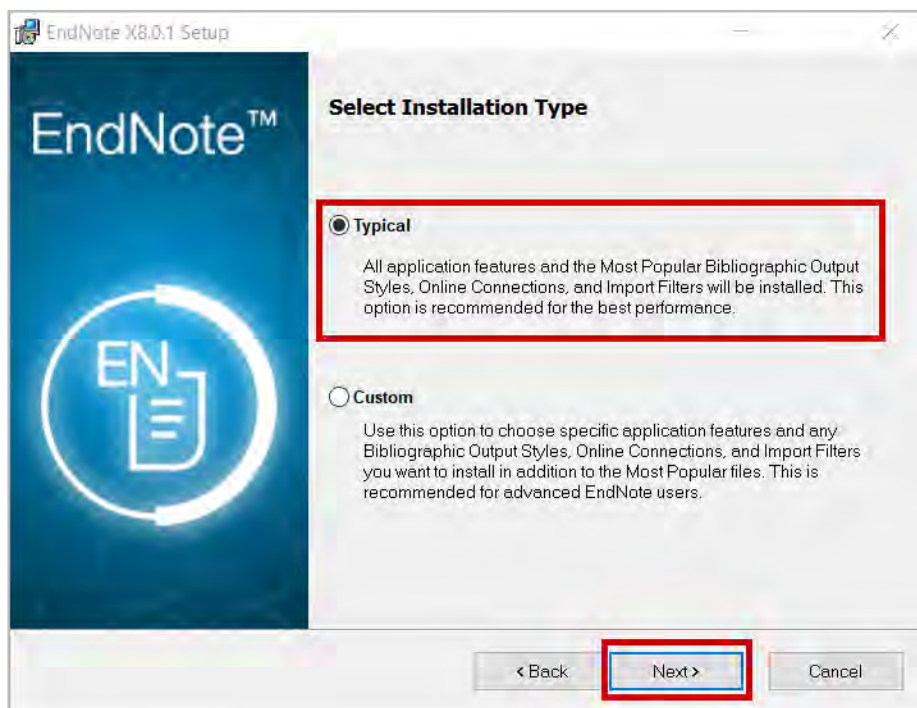 EndNote X8.0.1 Setup
EndNote™
EN
Select Installation Type
Typical
All application features and the Most Popular Bibliographic Output
Styles, Online Connections, and Import Filters will be installed. This
option is recommended for the best performance.
Custom
Use this option to choose specific application features and any
Bibliographic Output Styles, Online Connections, and Import Filters
you want to install in addition to the Most Popular files. This is
recommended for advanced EndNote users.
< Back
Next >
Cancel